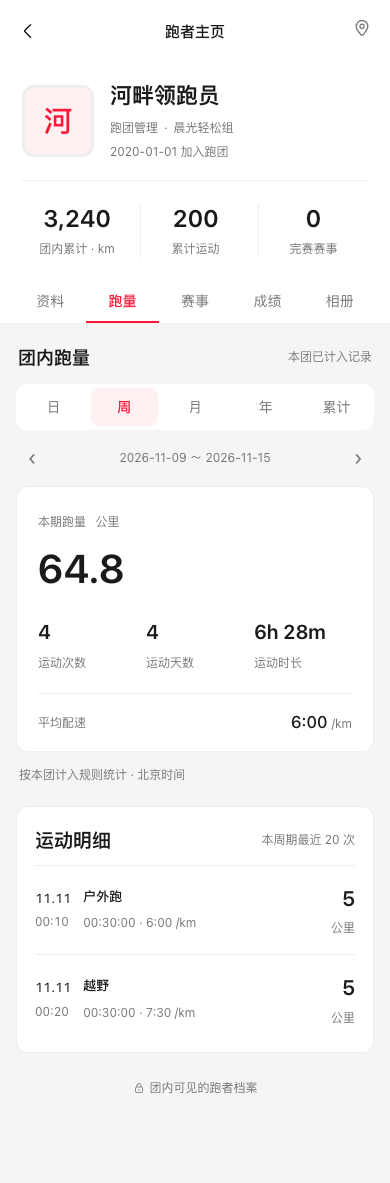 跑者主页
河
河畔领跑员
跑团管理 · 晨光轻松组
2020-01-01 加入跑团
3,240
200
0
团内累计 · km
累计运动
完赛赛事
资料
跑量
赛事
成绩
相册
团内跑量
本团已计入记录
日
周
月
年
累计
‹
2026-11-09 ～ 2026-11-15
›
本期跑量 公里
64.8
4
4
6h 28m
运动次数
运动天数
运动时长
平均配速
6:00 /km
按本团计入规则统计 · 北京时间
运动明细
本周期最近 20 次
11.11 户外跑
5
00:10 00:30:00 · 6:00 /km
公里
11.11 越野
5
00:20 00:30:00 · 7:30 /km
公里
团内可见的跑者档案